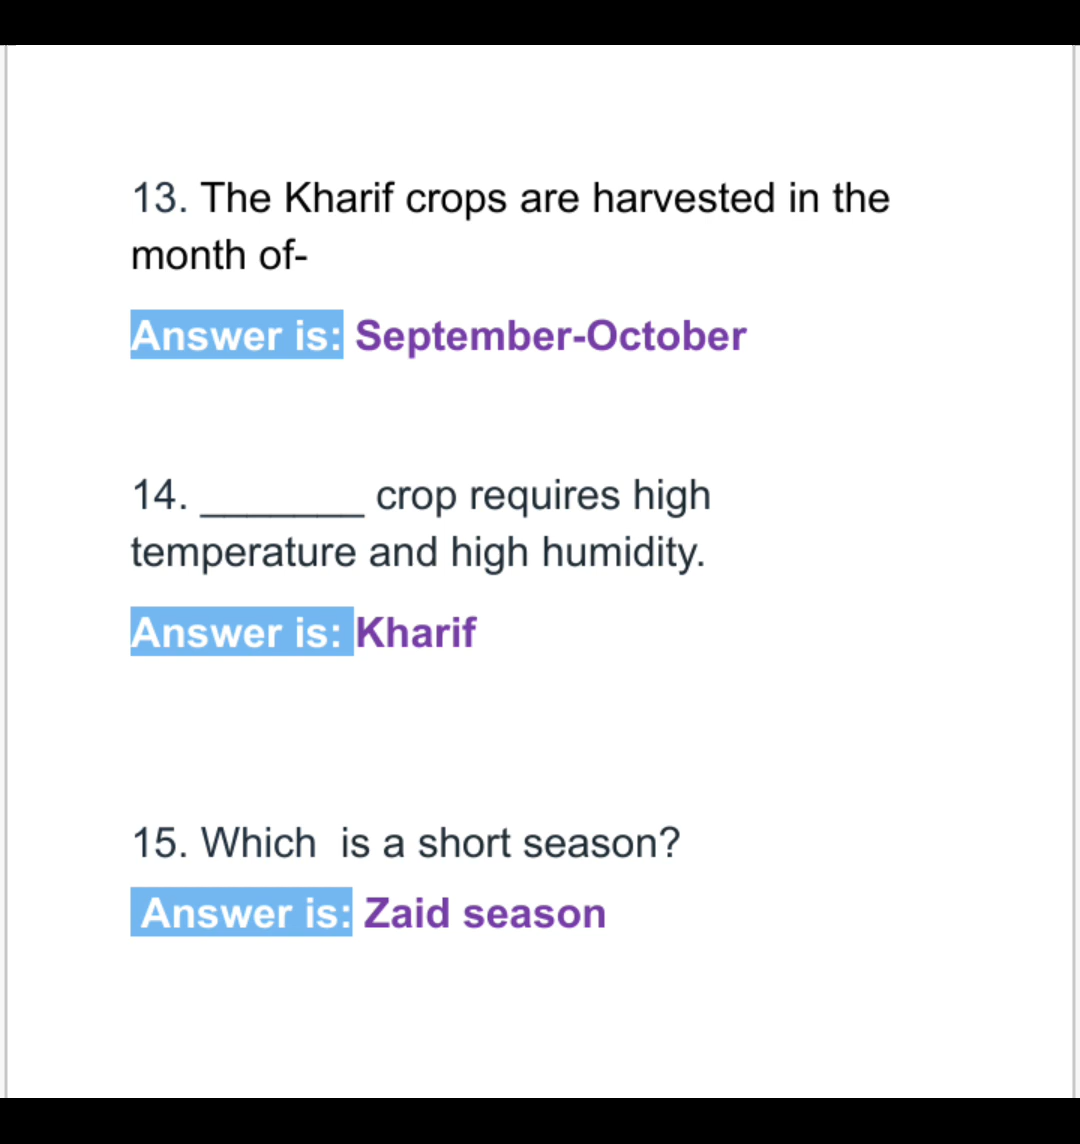 13. The Kharif crops are harvested in the
month of-
Answer is: September-October
14. _______ crop requires high
temperature and high humidity.
Answer is: Kharif
15. Which  is a short season?
Answer is: Zaid season